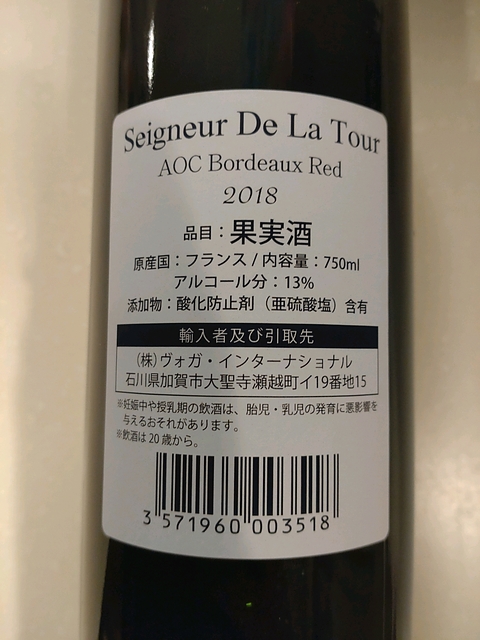 Seigneur De La Tour
AOC Bordeaux Red
2018
品目：果実酒
原産国：フランス / 内容量：750ml
アルコール分：13%
添加物：酸化防止剤（亜硫酸塩）含有
輸入者及び引取先
（株）ヴォガ・インターナショナル
石川県加賀市大聖寺瀬越町イ19番地15
※妊娠中や授乳期の飲酒は、胎児・乳児の発育に悪影響を
与えるおそれがあります。
※飲酒は20歳から。
3 571960 003518